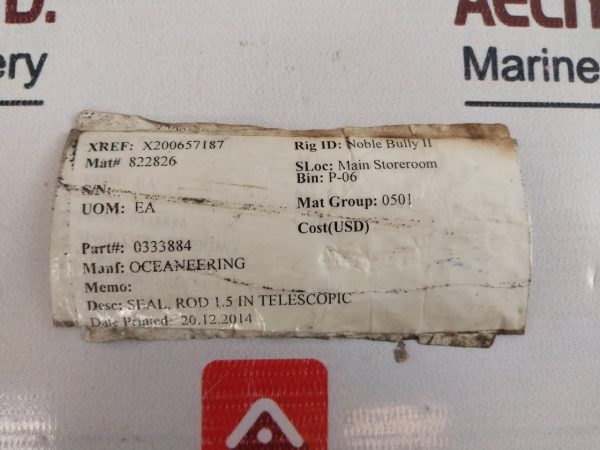 D.
ery
Marine
XREF: X200657187
Mat# 822826
S/N:
UOM: EA
Part#: 0333884
Manf: OCEANEERING
Memo:
Desc: SEAL, ROD 1.5 IN TELESCOPIC
Date Printed: 20.12.2014
Rig ID: Noble Bully II
SLoc: Main Storeroom
Bin: P-06
Mat Group: 0501
Cost(USD)